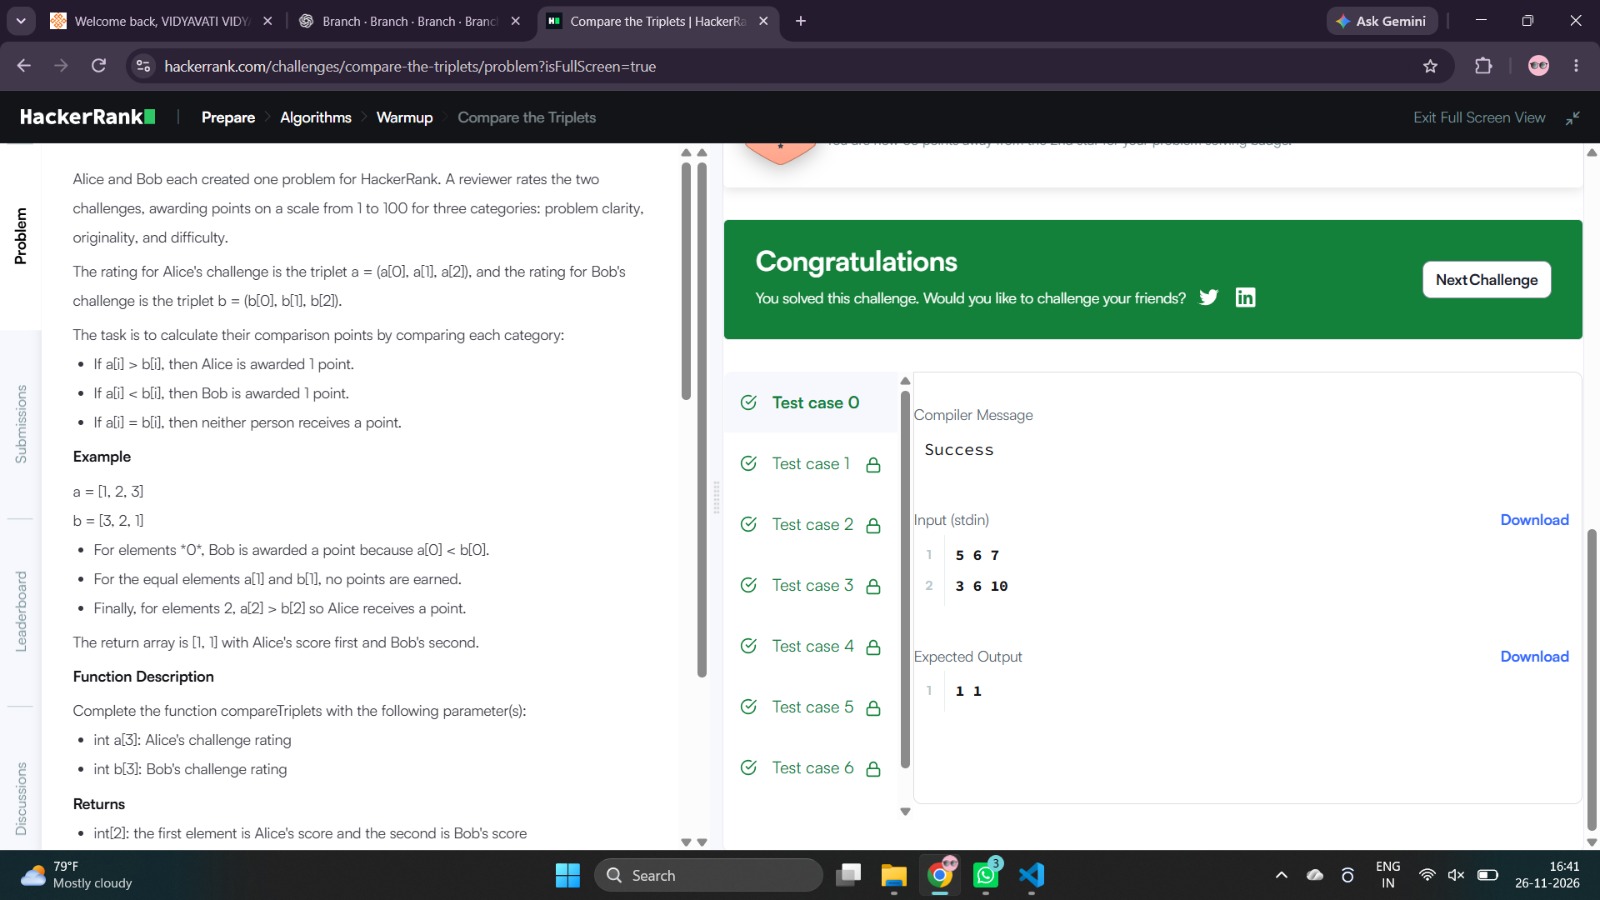 Welcome back, VIDYAVATI VIDY
Branch · Branch · Branch · Branc
Compare the Triplets | HackerRa
Ask Gemini
hackerrank.com/challenges/compare-the-triplets/problem?isFullScreen=true
HackerRank
Prepare
Algorithms
Warmup
Compare the Triplets
Exit Full Screen View
Problem
Submissions
Leaderboard
Discussions
Alice and Bob each created one problem for HackerRank. A reviewer rates the two
challenges, awarding points on a scale from 1 to 100 for three categories: problem clarity,
originality, and difficulty.
The rating for Alice's challenge is the triplet a = (a[0], a[1], a[2]), and the rating for Bob's
challenge is the triplet b = (b[0], b[1], b[2]).
The task is to calculate their comparison points by comparing each category:
• If a[i] > b[i], then Alice is awarded 1 point.
• If a[i] < b[i], then Bob is awarded 1 point.
• If a[i] = b[i], then neither person receives a point.
Example
a = [1, 2, 3]
b = [3, 2, 1]
• For elements *0*, Bob is awarded a point because a[0] < b[0].
• For the equal elements a[1] and b[1], no points are earned.
• Finally, for elements 2, a[2] > b[2] so Alice receives a point.
The return array is [1, 1] with Alice's score first and Bob's second.
Function Description
Complete the function compareTriplets with the following parameter(s):
• int a[3]: Alice's challenge rating
• int b[3]: Bob's challenge rating
Returns
• int[2]: the first element is Alice's score and the second is Bob's score
Congratulations
You solved this challenge. Would you like to challenge your friends?
Next Challenge
Test case 0
Test case 1
Test case 2
Test case 3
Test case 4
Test case 5
Test case 6
Compiler Message
Success
Input (stdin)
Download
1 5 6 7
2 3 6 10
Expected Output
Download
1 1 1
79°F
Mostly cloudy
Search
3
ENG
IN
16:41
26-11-2026